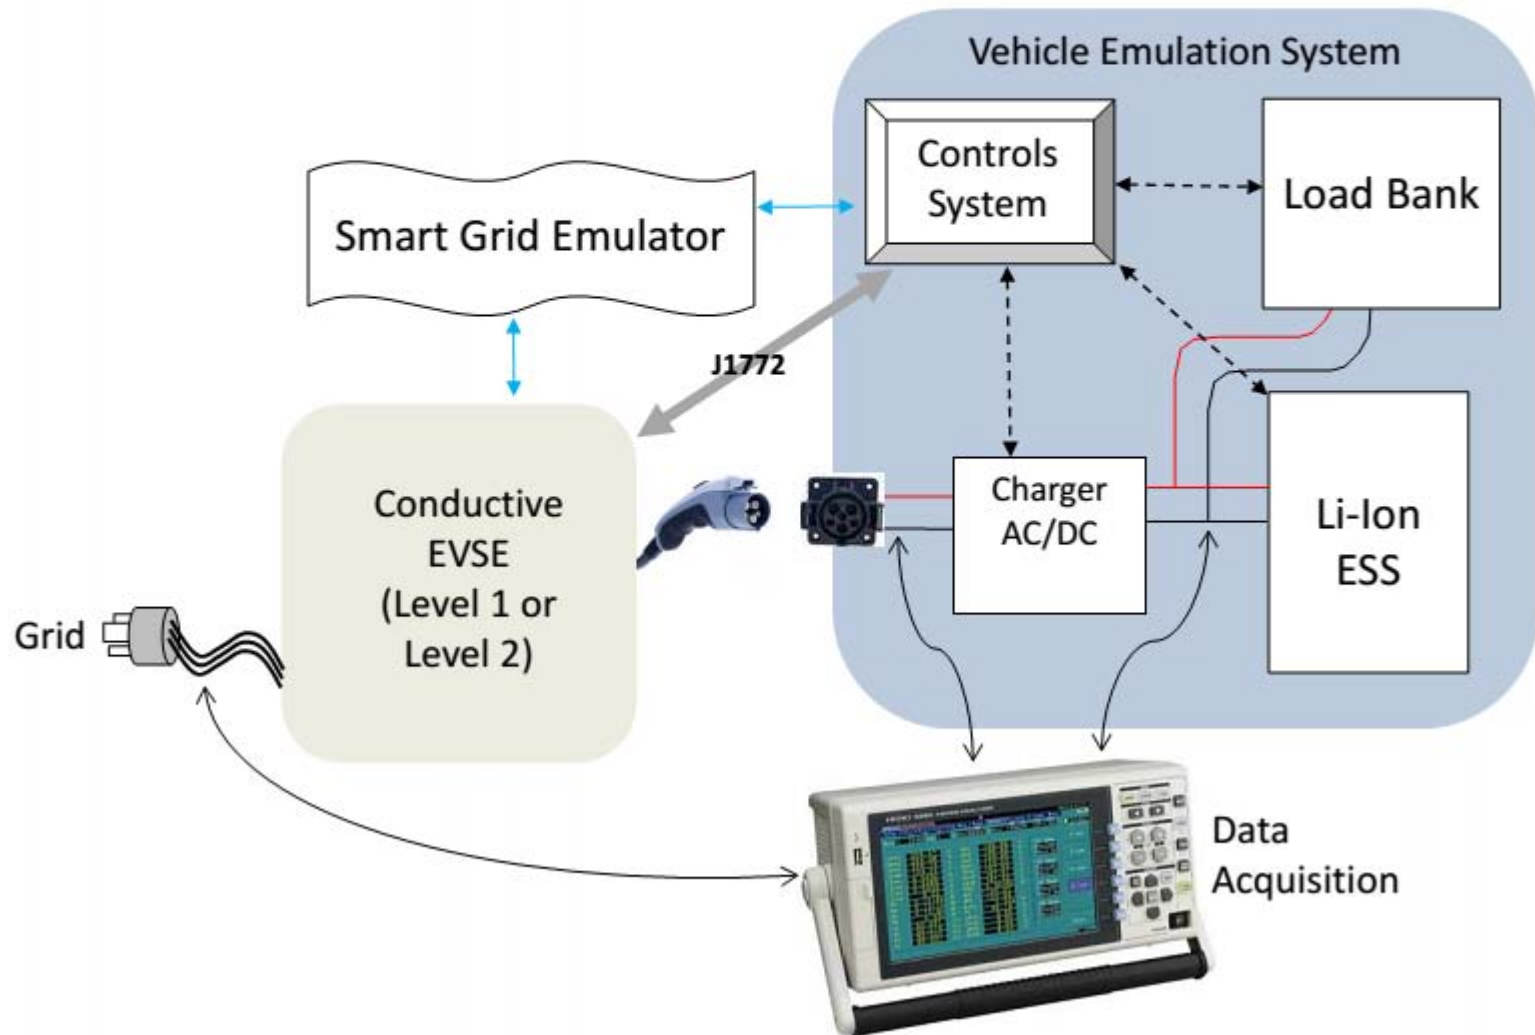 Vehicle Emulation System
Controls
System
Load Bank
Smart Grid Emulator
J1772
Conductive
EVSE
(Level 1 or
Level 2)
Charger
AC/DC
Li-Ion
ESS
Grid
Data
Acquisition